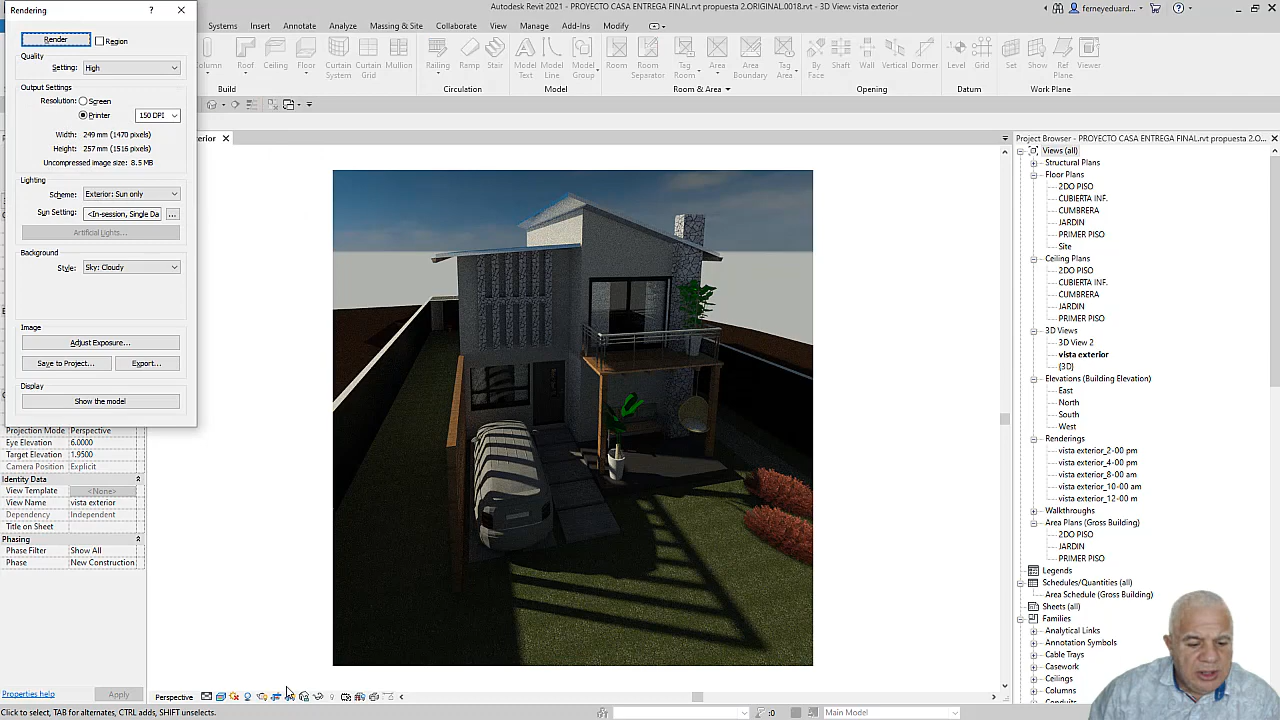 Rendering
?
Autodesk Revit 2021 - PROYECTO CASA ENTREGA FINAL.rvt propuesta 2.ORIGINAL.0018.rvt - 3D View: vista exterior
ferneyeduard...
Systems Insert Annotate Analyze Massing & Site Collaborate View Manage Add-Ins Modify
Render
Region
Quality
Setting: High
Output Settings
Resolution: Screen
Printer 150 DPI
Width: 249 mm (1470 pixels)
Height: 257 mm (1516 pixels)
Uncompressed image size: 8.5 MB
Lighting
Scheme: Exterior: Sun only
Sun Setting: <In-session, Single Da ...
Artificial Lights...
Background
Style: Sky: Cloudy
Image
Adjust Exposure...
Save to Project...
Export...
Display
Show the model
olumn Roof Ceiling Floor Curtain System Curtain Grid Mullion
Railing Ramp Stair
Model Text Model Line Model Group
Room Room Separator Tag Room Area Area Boundary Tag Area
By Face Shaft Wall Vertical Dormer
Level Grid
Set Show Ref Plane Viewer
Build Circulation Model Room & Area Opening Datum Work Plane
erior
Projection Mode Perspective
Eye Elevation 6.0000
Target Elevation 1.9500
Camera Position Explicit
Identity Data
View Template <None>
View Name vista exterior
Dependency Independent
Title on Sheet
Phasing
Phase Filter Show All
Phase New Construction
Properties help
Apply
Perspective
Click to select, TAB for alternates, CTRL adds, SHIFT unselects.
:0
Main Model
Project Browser - PROYECTO CASA ENTREGA FINAL.rvt propuesta 2.O...
Views (all)
Structural Plans
Floor Plans
2DO PISO
CUBIERTA INF.
CUMBRERA
JARDIN
PRIMER PISO
Site
Ceiling Plans
2DO PISO
CUBIERTA INF.
CUMBRERA
JARDIN
PRIMER PISO
3D Views
3D View 2
vista exterior
{3D}
Elevations (Building Elevation)
East
North
South
West
Renderings
vista exterior_2-00 pm
vista exterior_4-00 pm
vista exterior_8-00 am
vista exterior_10-00 am
vista exterior_12-00 m
Walkthroughs
Area Plans (Gross Building)
2DO PISO
JARDIN
PRIMER PISO
Legends
Schedules/Quantities (all)
Area Schedule (Gross Building)
Sheets (all)
Families
Analytical Links
Annotation Symbols
Cable Trays
Casework
Ceilings
Columns